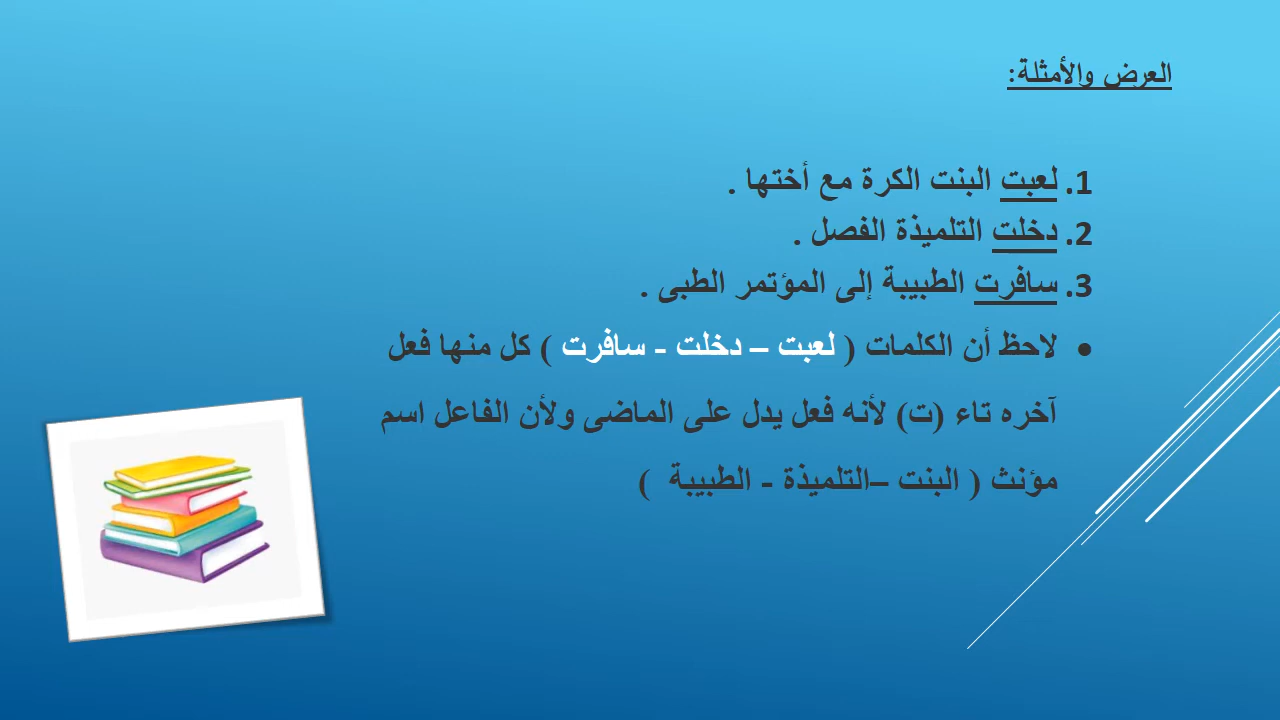 العرض والأمثلة:
1. لعبت البنت الكرة مع أختها .
2. دخلت التلميذة الفصل .
3. سافرت الطبيبة إلى المؤتمر الطبى .
• لاحظ أن الكلمات ( لعبت – دخلت - سافرت ) كل منها فعل
آخره تاء (ت) لأنه فعل يدل على الماضى ولأن الفاعل اسم
مؤنث ( البنت –التلميذة - الطبيبة )